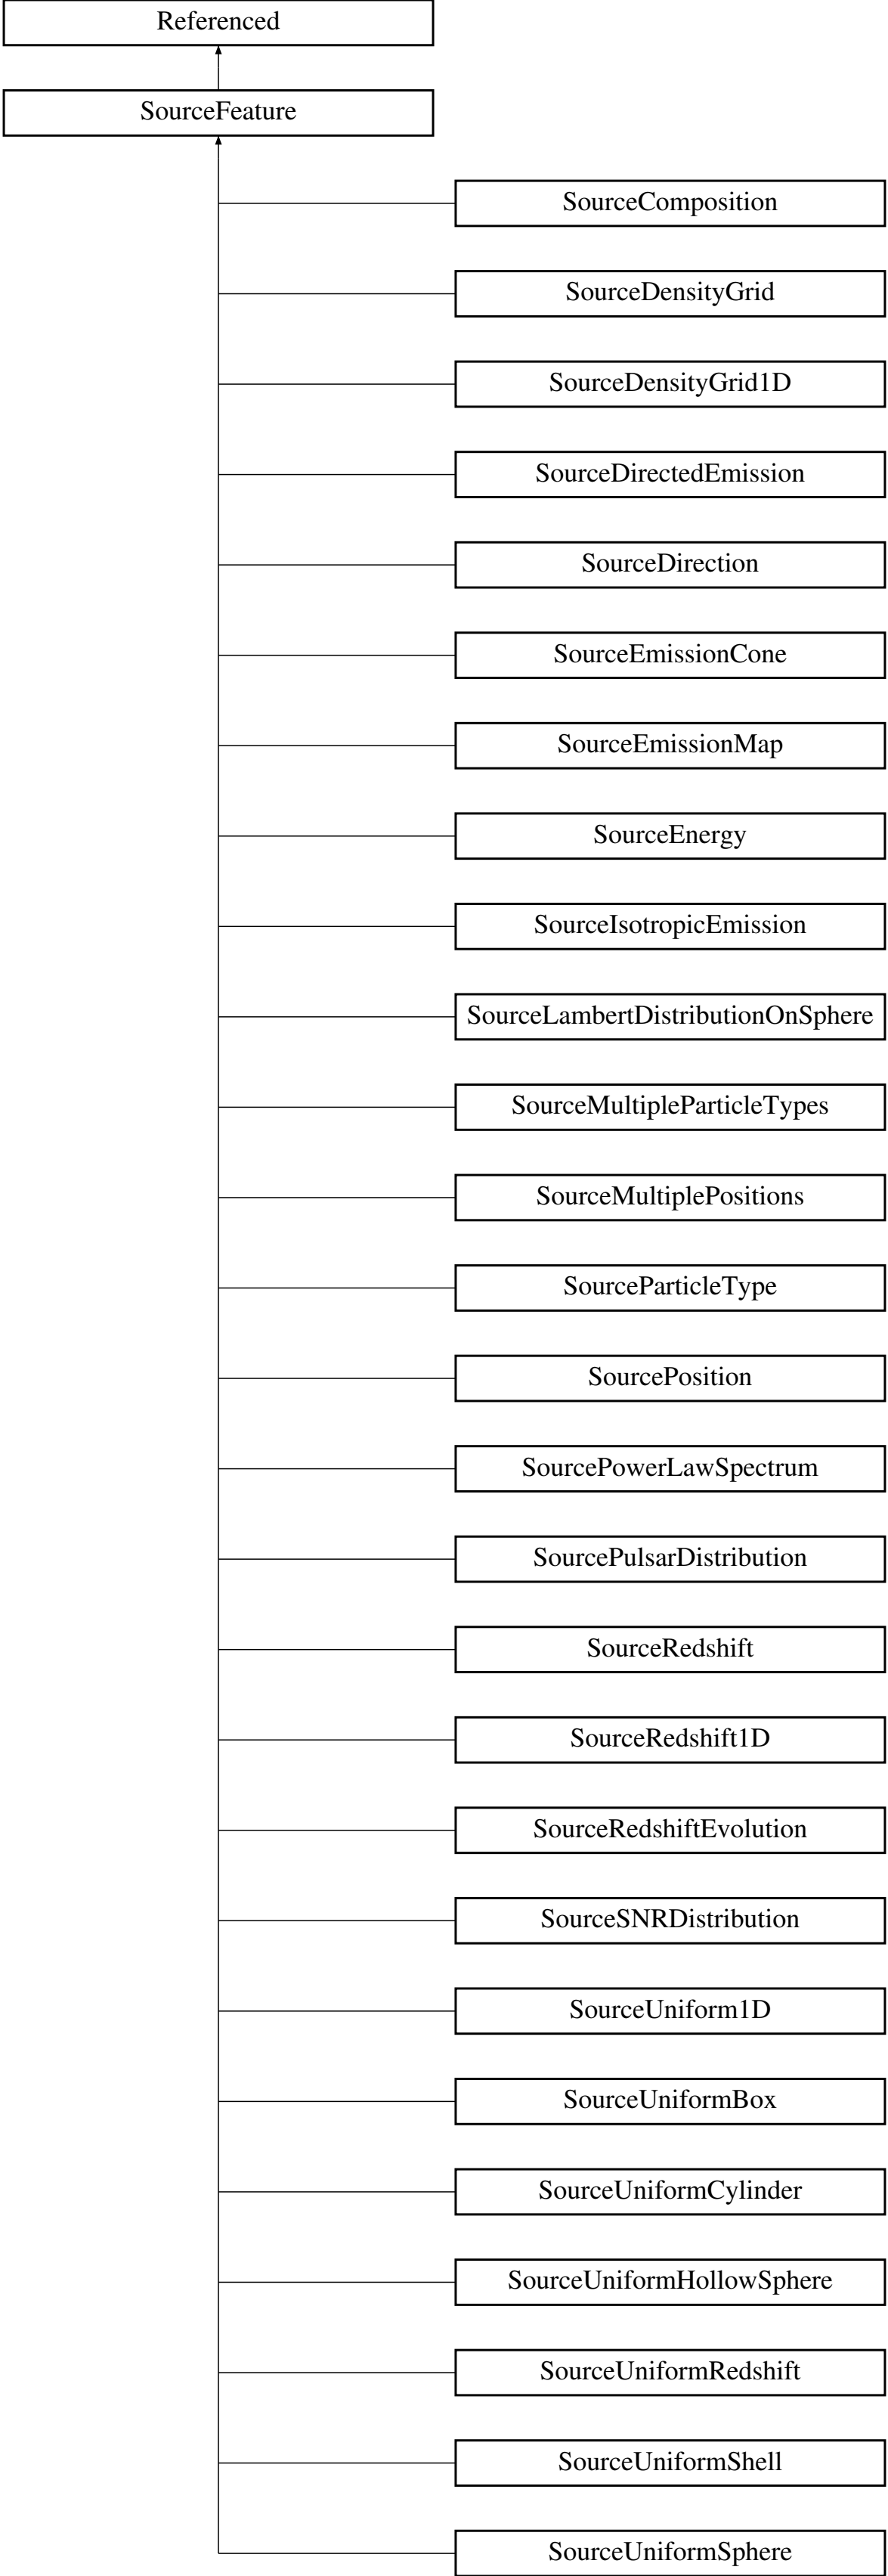 Referenced
SourceFeature
SourceComposition
SourceDensityGrid
SourceDensityGrid1D
SourceDirectedEmission
SourceDirection
SourceEmissionCone
SourceEmissionMap
SourceEnergy
SourceIsotropicEmission
SourceLambertDistributionOnSphere
SourceMultipleParticleTypes
SourceMultiplePositions
SourceParticleType
SourcePosition
SourcePowerLawSpectrum
SourcePulsarDistribution
SourceRedshift
SourceRedshift1D
SourceRedshiftEvolution
SourceSNRDistribution
SourceUniform1D
SourceUniformBox
SourceUniformCylinder
SourceUniformHollowSphere
SourceUniformRedshift
SourceUniformShell
SourceUniformSphere